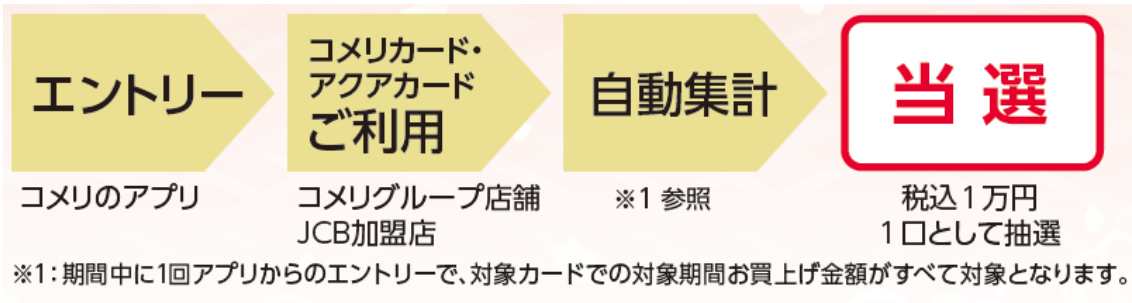 エントリー
コメリのアプリ
コメリカード・
アクアカード
ご利用
コメリグループ店舗
JCB加盟店
自動集計
※1 参照
当選
税込1万円
1口として抽選
※1：期間中に1回アプリからのエントリーで、対象カードでの対象期間お買上げ金額がすべて対象となります。